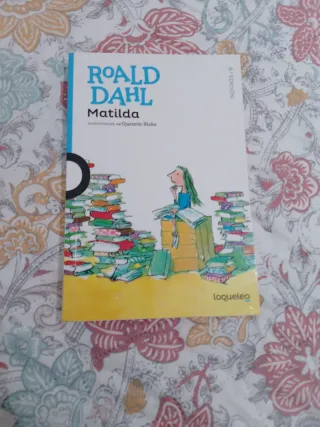 ROALD
DAHL
Matilda
Ilustraciones de Quentin Blake
loqueleo